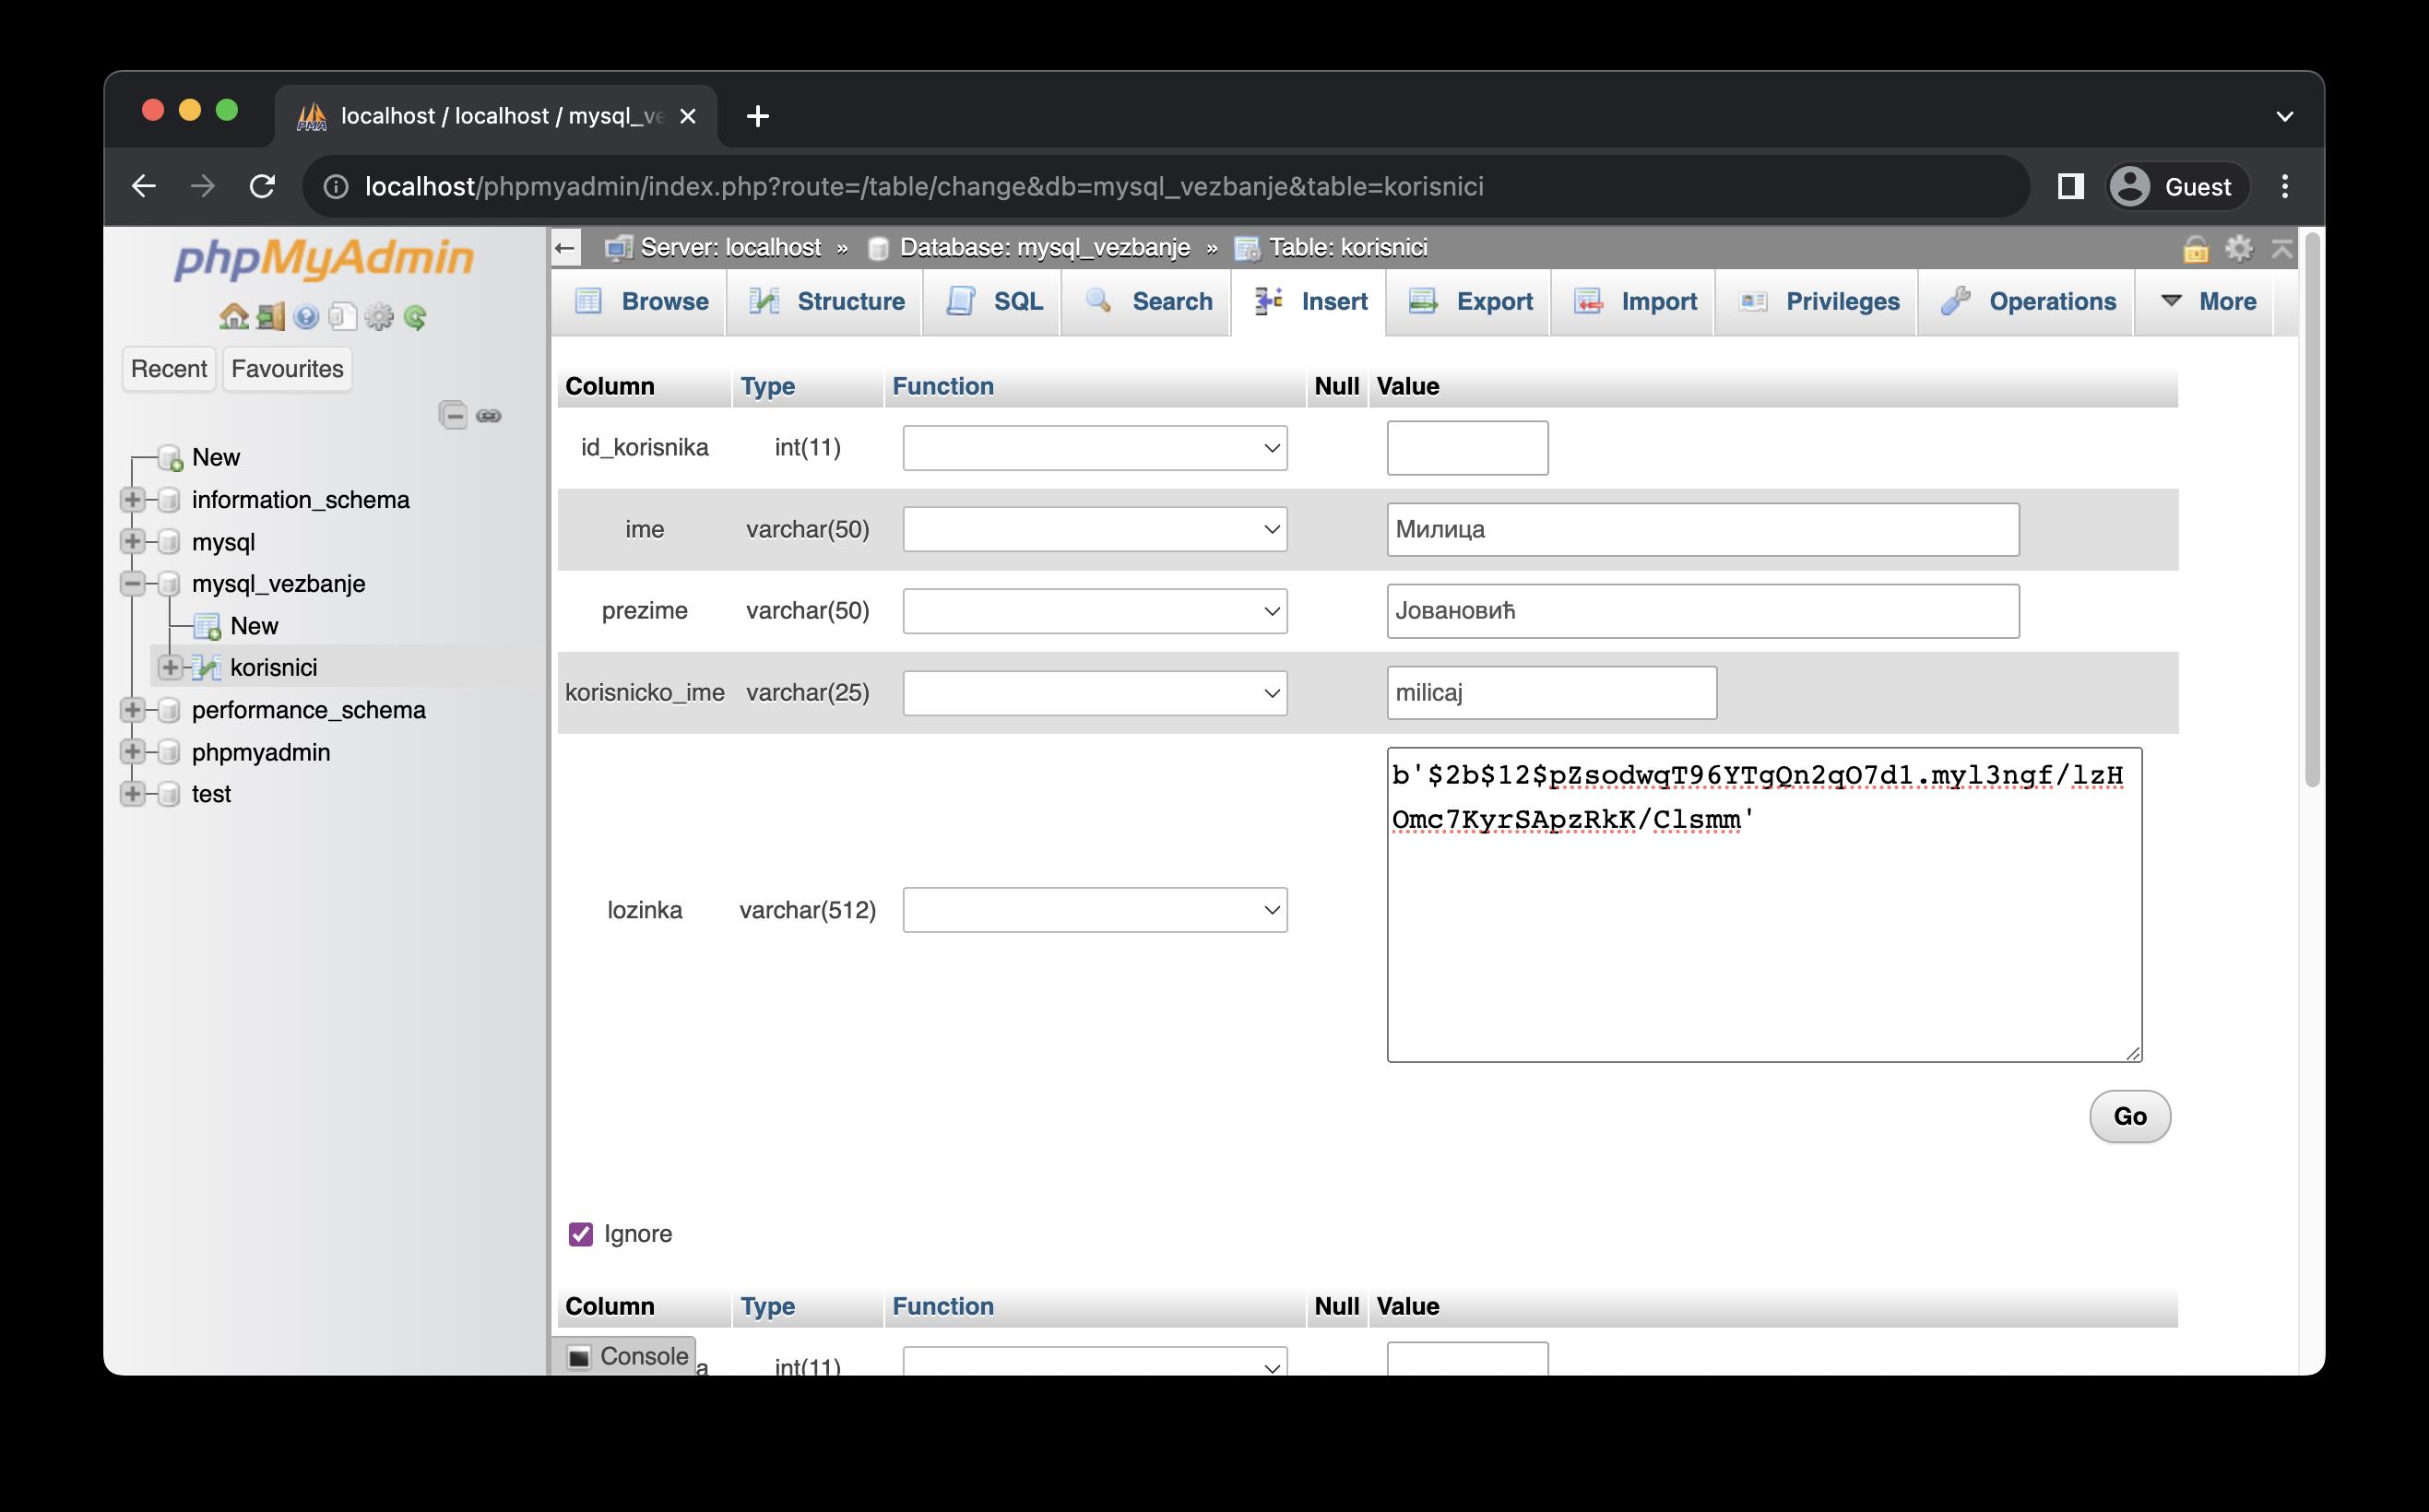 localhost / localhost / mysql_ve
localhost/phpmyadmin/index.php?route=/table/change&db=mysql_vezbanje&table=korisnici
Guest
phpMyAdmin
Recent Favourites
New
information_schema
mysql
mysql_vezbanje
New
korisnici
performance_schema
phpmyadmin
test
Server: localhost » Database: mysql_vezbanje » Table: korisnici
Browse Structure SQL Search Insert Export Import Privileges Operations More
Column Type Function Null Value
id_korisnika int(11)
ime varchar(50) Милица
prezime varchar(50) Јовановић
korisnicko_ime varchar(25) milicaj
b'$2b$12$pZsodwqT96YTgQn2qO7d1.myl3ngf/lzH
Omc7KyrSApzRkK/Clsmm'
lozinka varchar(512)
Go
Ignore
Column Type Function Null Value
Console a int(11)